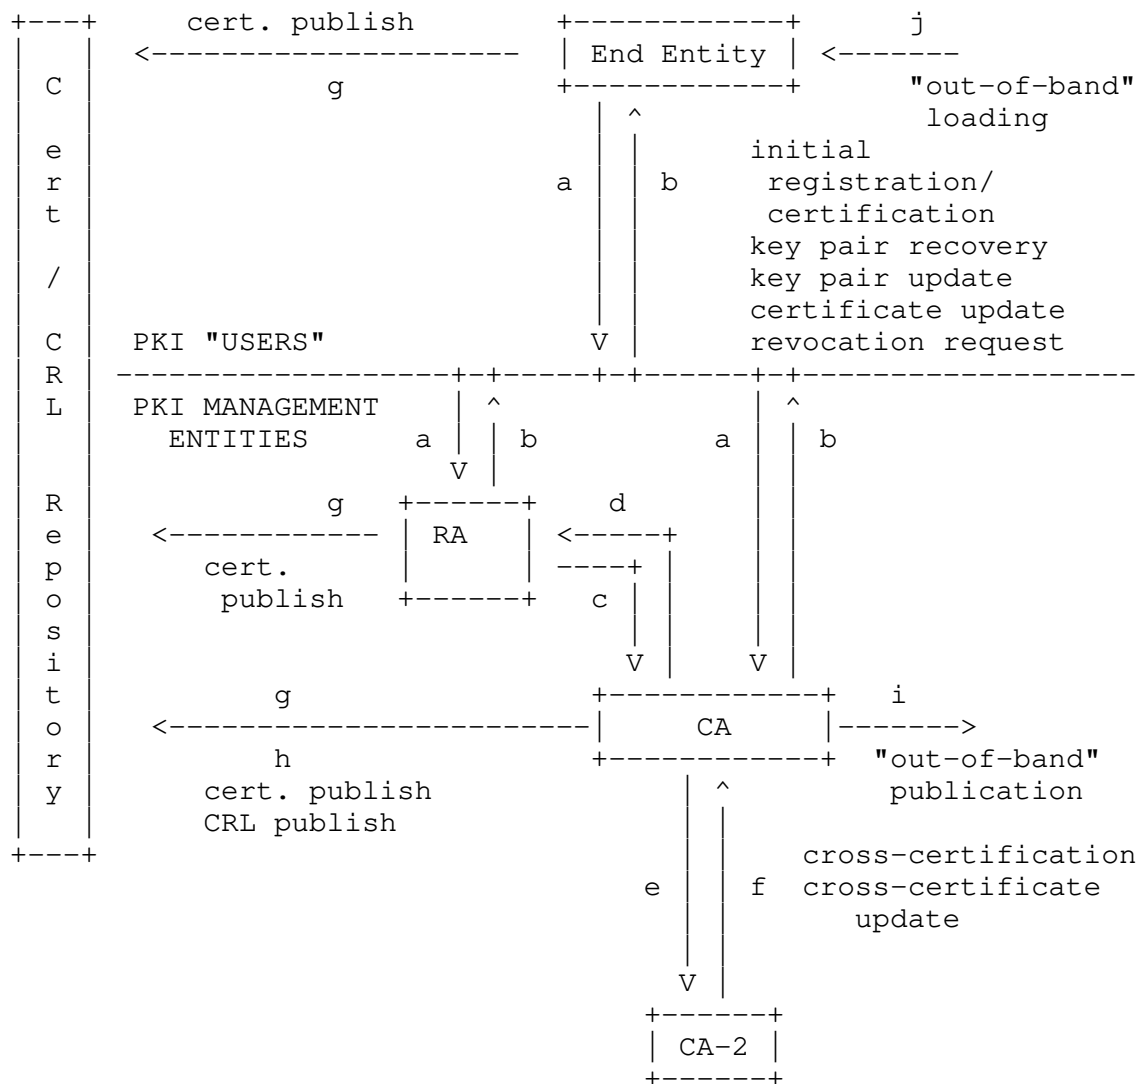 cert. publish j
End Entity
C g "out-of-band"
loading
e initial
r a b registration/
t certification
key pair recovery
/ key pair update
certificate update
C PKI "USERS" V revocation request
R
L PKI MANAGEMENT
ENTITIES a b a b
V
R g d
e RA
p cert.
o publish c
s
i V V
t g i
o CA
r h "out-of-band"
y cert. publish publication
CRL publish
cross-certification
e f cross-certificate
update
V
CA-2